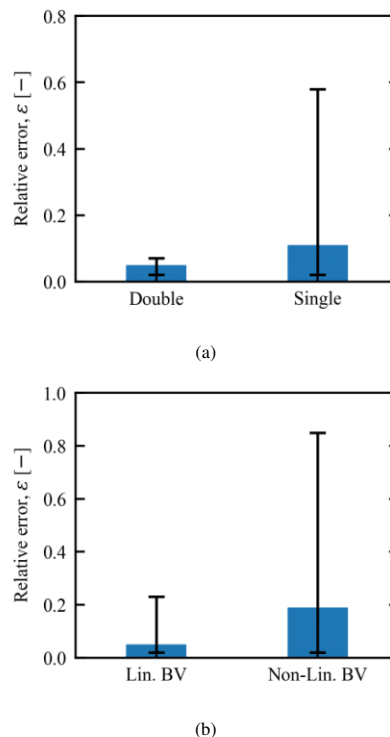 0.8
0.6
0.4
0.2
0.0
Relative error, ε [−]
Double Single
(a)
1.0
0.8
0.6
0.4
0.2
0.0
Relative error, ε [−]
Lin. BV Non-Lin. BV
(b)